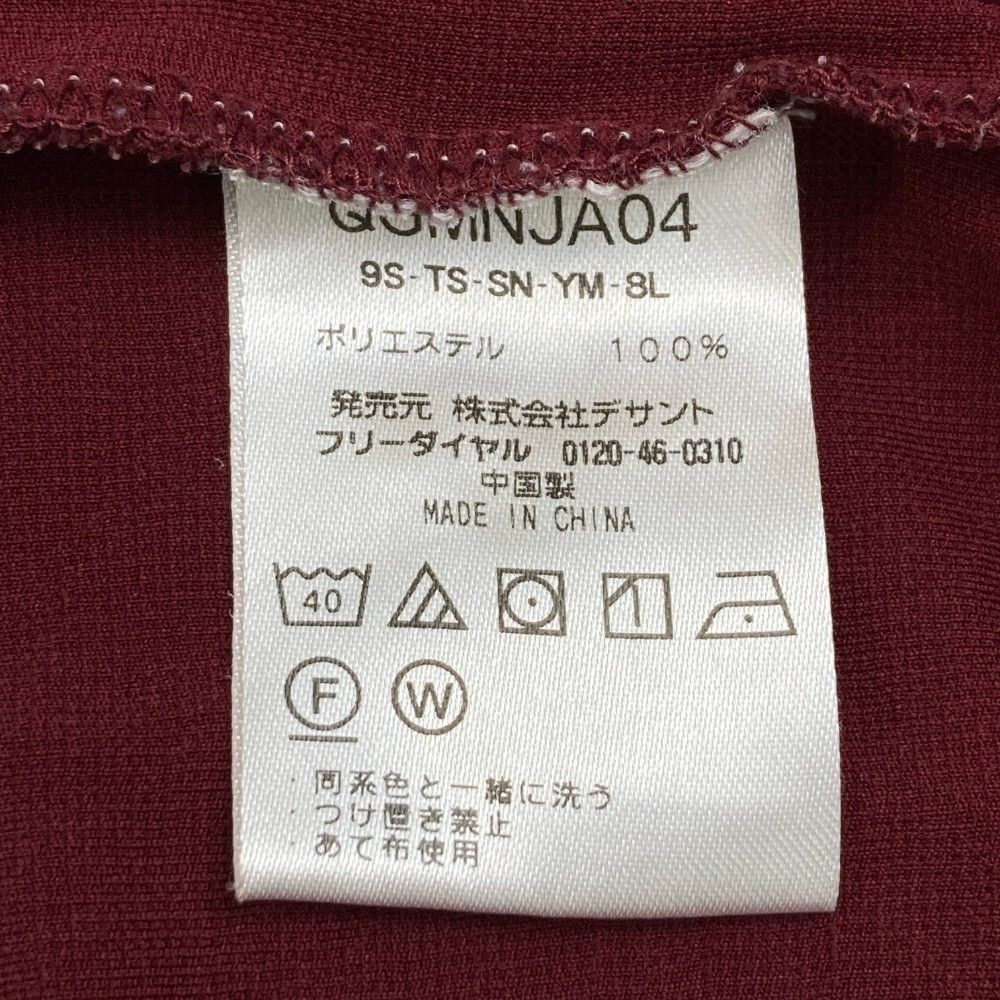 QGMNJA04
9S-TS-SN-YM-8L
ポリエステル 100%
発売元 株式会社デサント
フリーダイヤル 0120-46-0310
中国製
MADE IN CHINA
40
F W
・同系色と一緒に洗う
・つけ置き禁止
・あて布使用